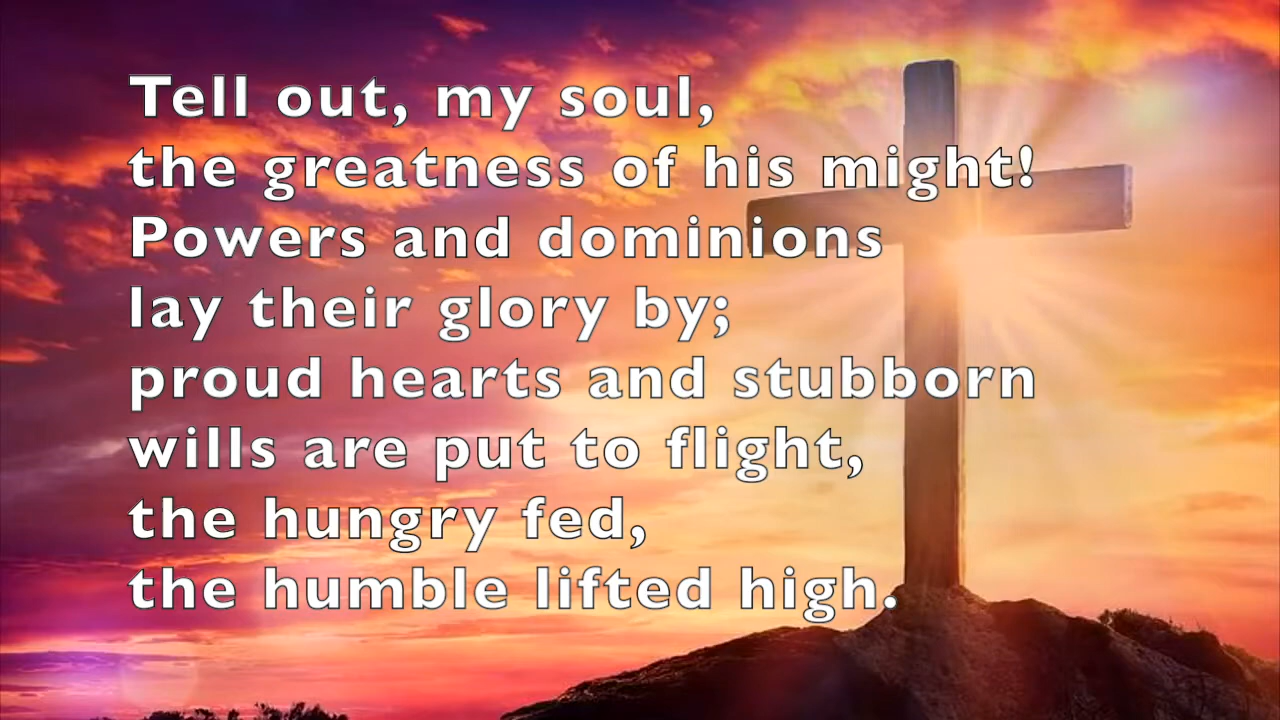 Tell out, my soul,
the greatness of his might!
Powers and dominions
lay their glory by;
proud hearts and stubborn
wills are put to flight,
the hungry fed,
the humble lifted high.